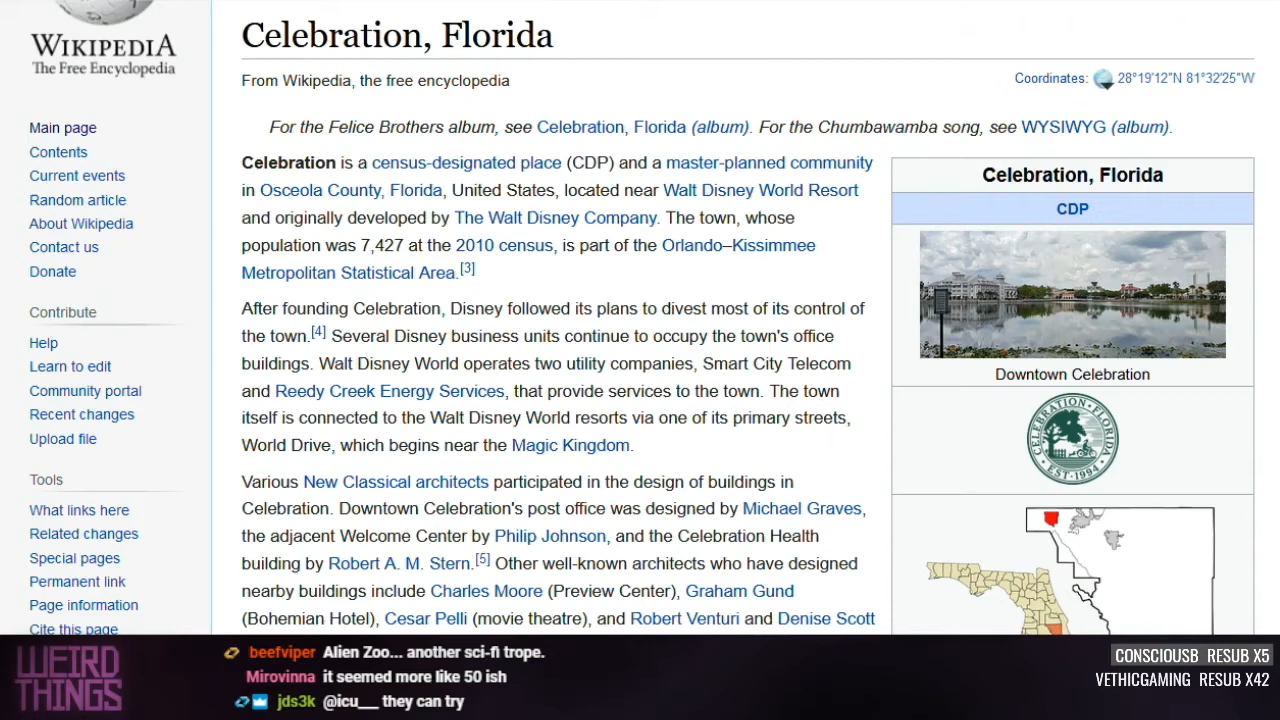 WIKIPEDIA
The Free Encyclopedia
Main page
Contents
Current events
Random article
About Wikipedia
Contact us
Donate
Contribute
Help
Learn to edit
Community portal
Recent changes
Upload file
Tools
What links here
Related changes
Special pages
Permanent link
Page information
Cite this page
Celebration, Florida
From Wikipedia, the free encyclopedia
Coordinates: 28°19′12″N 81°32′25″W
For the Felice Brothers album, see Celebration, Florida (album). For the Chumbawamba song, see WYSIWYG (album).
Celebration is a census-designated place (CDP) and a master-planned community
in Osceola County, Florida, United States, located near Walt Disney World Resort
and originally developed by The Walt Disney Company. The town, whose
population was 7,427 at the 2010 census, is part of the Orlando–Kissimmee
Metropolitan Statistical Area.[3]
After founding Celebration, Disney followed its plans to divest most of its control of
the town.[4] Several Disney business units continue to occupy the town's office
buildings. Walt Disney World operates two utility companies, Smart City Telecom
and Reedy Creek Energy Services, that provide services to the town. The town
itself is connected to the Walt Disney World resorts via one of its primary streets,
World Drive, which begins near the Magic Kingdom.
Various New Classical architects participated in the design of buildings in
Celebration. Downtown Celebration's post office was designed by Michael Graves,
the adjacent Welcome Center by Philip Johnson, and the Celebration Health
building by Robert A. M. Stern.[5] Other well-known architects who have designed
nearby buildings include Charles Moore (Preview Center), Graham Gund
(Bohemian Hotel), Cesar Pelli (movie theatre), and Robert Venturi and Denise Scott
Celebration, Florida
CDP
Downtown Celebration
CELEBRATION, FLORIDA
EST 1994
WEIRD
THINGS
beefviper Alien Zoo... another sci-fi trope.
Mirovinna it seemed more like 50 ish
jds3k @icu___ they can try
CONSCIOUSB RESUB X5
VETHICGAMING RESUB X42